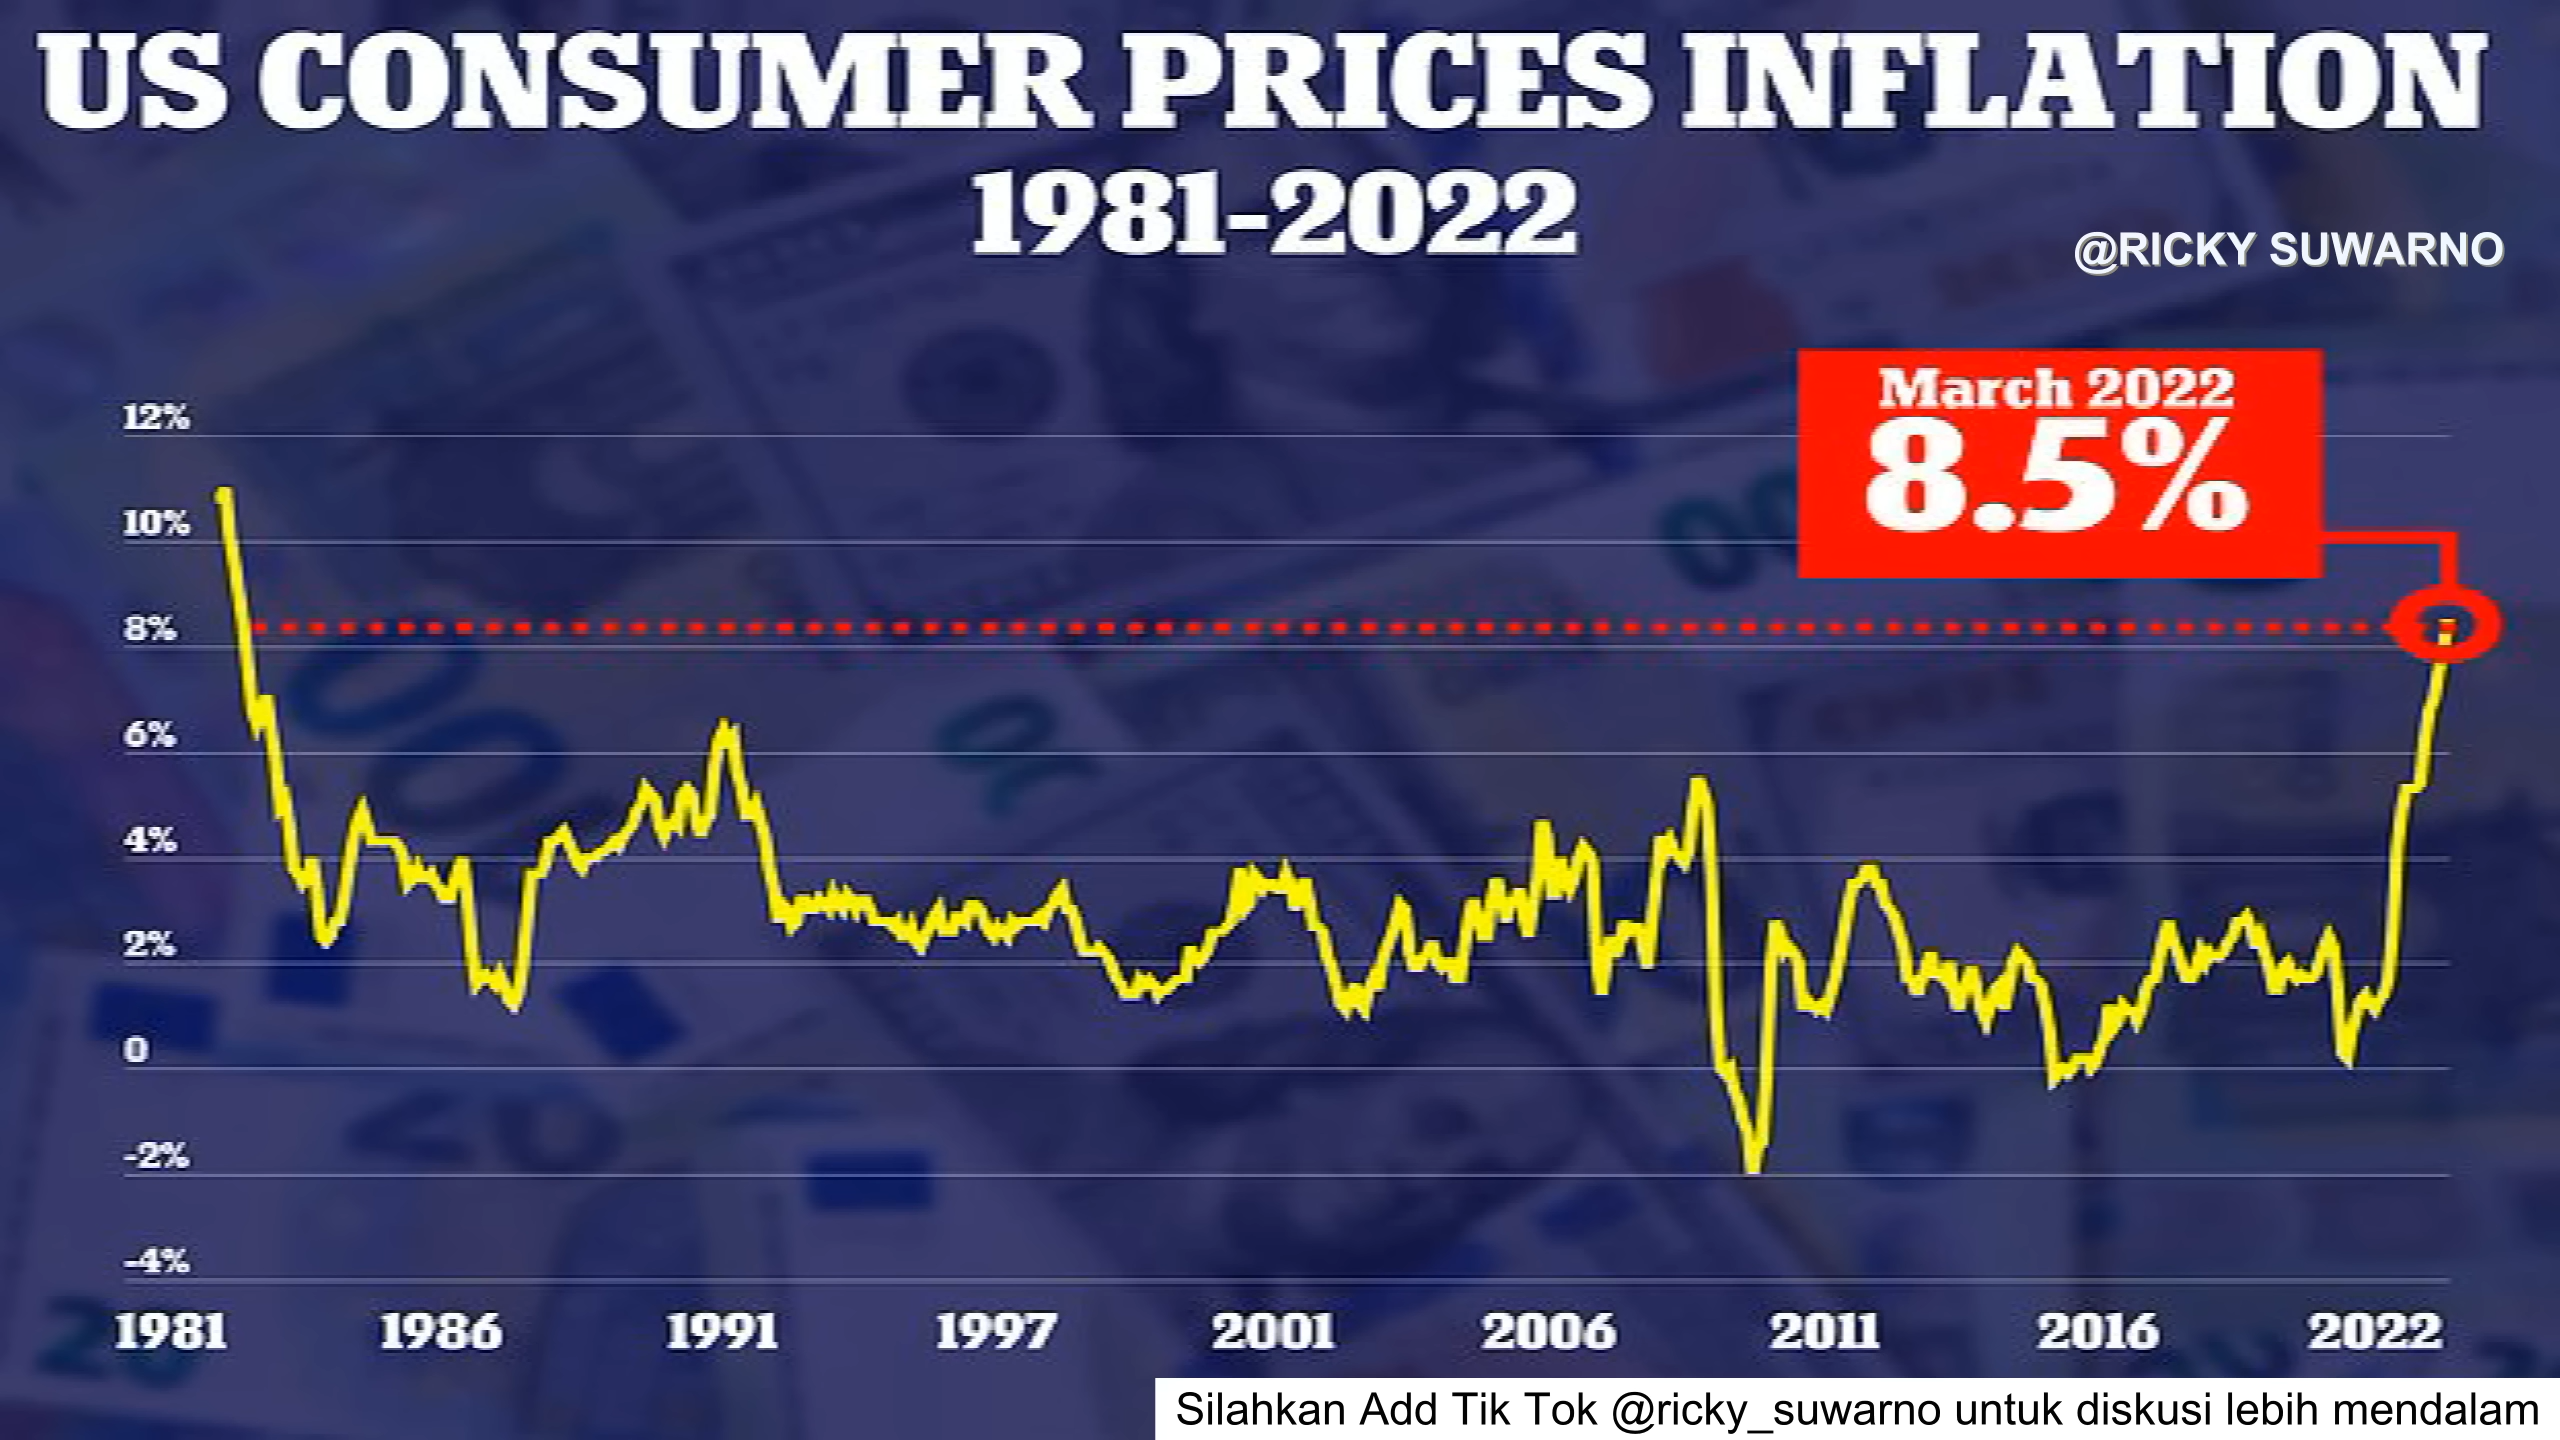 US CONSUMER PRICES INFLATION
1981-2022
@RICKY SUWARNO
March 2022
8.5%
12%
10%
8%
6%
4%
2%
0
-2%
-4%
1981 1986 1991 1997 2001 2006 2011 2016 2022
Silahkan Add Tik Tok @ricky_suwarno untuk diskusi lebih mendalam